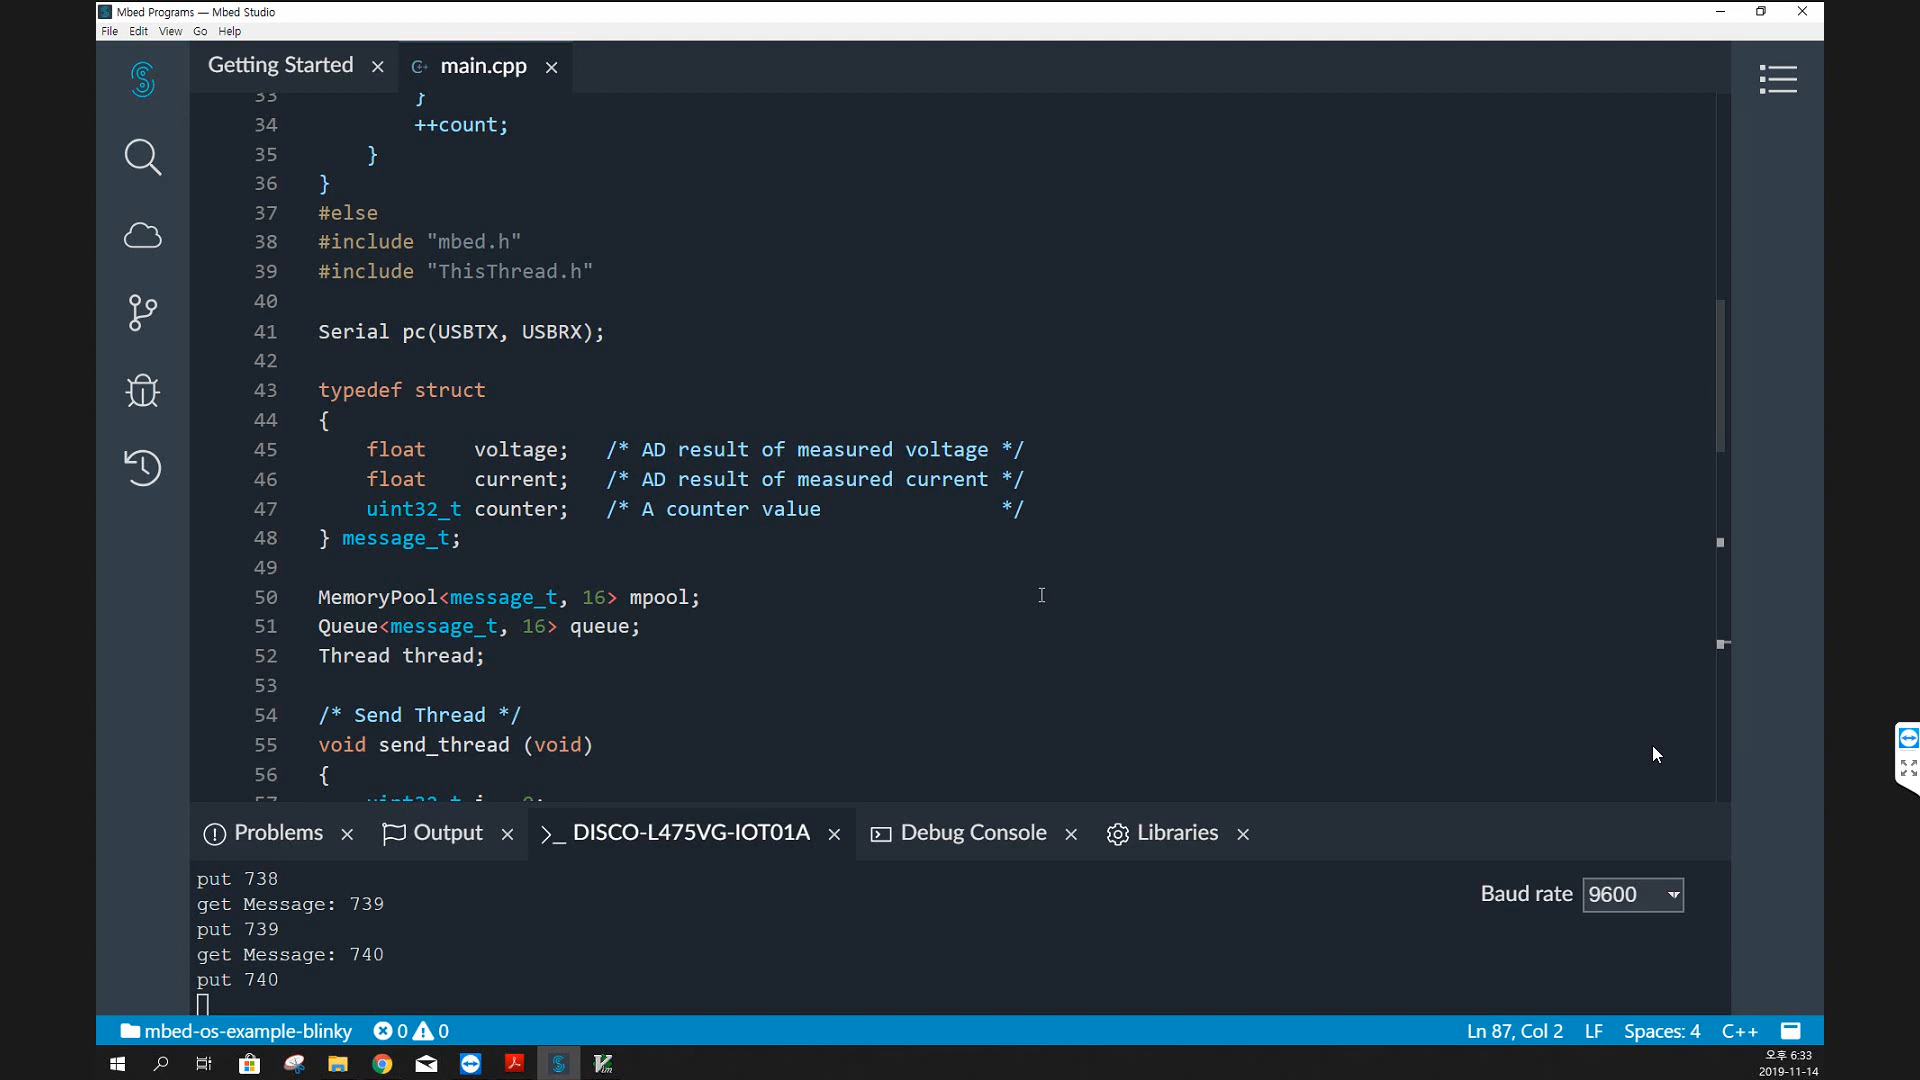 Mbed Programs — Mbed Studio
File Edit View Go Help
Getting Started main.cpp
33         }
34         ++count;
35     }
36 }
37 #else
38 #include "mbed.h"
39 #include "ThisThread.h"
40
41 Serial pc(USBTX, USBRX);
42
43 typedef struct
44 {
45     float    voltage;   /* AD result of measured voltage */
46     float    current;   /* AD result of measured current */
47     uint32_t counter;   /* A counter value               */
48 } message_t;
49
50 MemoryPool<message_t, 16> mpool;
51 Queue<message_t, 16> queue;
52 Thread thread;
53
54 /* Send Thread */
55 void send_thread (void)
56 {
57     uint32_t i = 0;
Problems Output >_ DISCO-L475VG-IOT01A Debug Console Libraries
put 738
get Message: 739
put 739
get Message: 740
put 740
Baud rate 9600
mbed-os-example-blinky 0 0 Ln 87, Col 2 LF Spaces: 4 C++
오후 6:33
2019-11-14